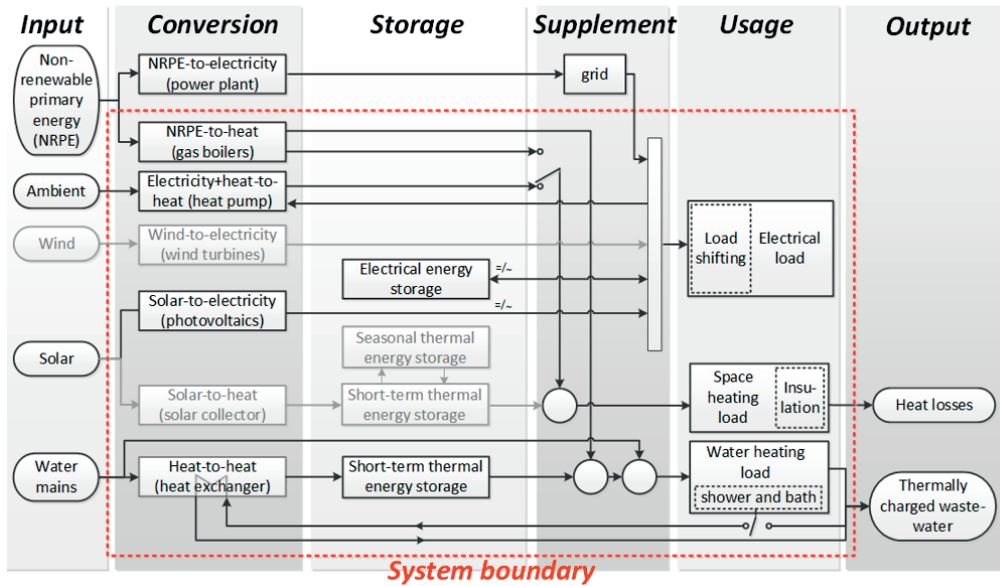 Input
Conversion
Storage
Supplement
Usage
Output
Non-
renewable
primary
energy
(NRPE)
NRPE-to-electricity
(power plant)
grid
NRPE-to-heat
(gas boilers)
Ambient
Electricity+heat-to-
heat (heat pump)
Wind
Wind-to-electricity
(wind turbines)
Load
shifting
Electrical
load
Electrical energy
storage
=/~
Solar-to-electricity
(photovoltaics)
=/~
Solar
Seasonal thermal
energy storage
Solar-to-heat
(solar collector)
Short-term thermal
energy storage
Space
heating
load
Insu-
lation
Heat losses
Water
mains
Heat-to-heat
(heat exchanger)
Short-term thermal
energy storage
Water heating
load
shower and bath
Thermally
charged waste-
water
System boundary